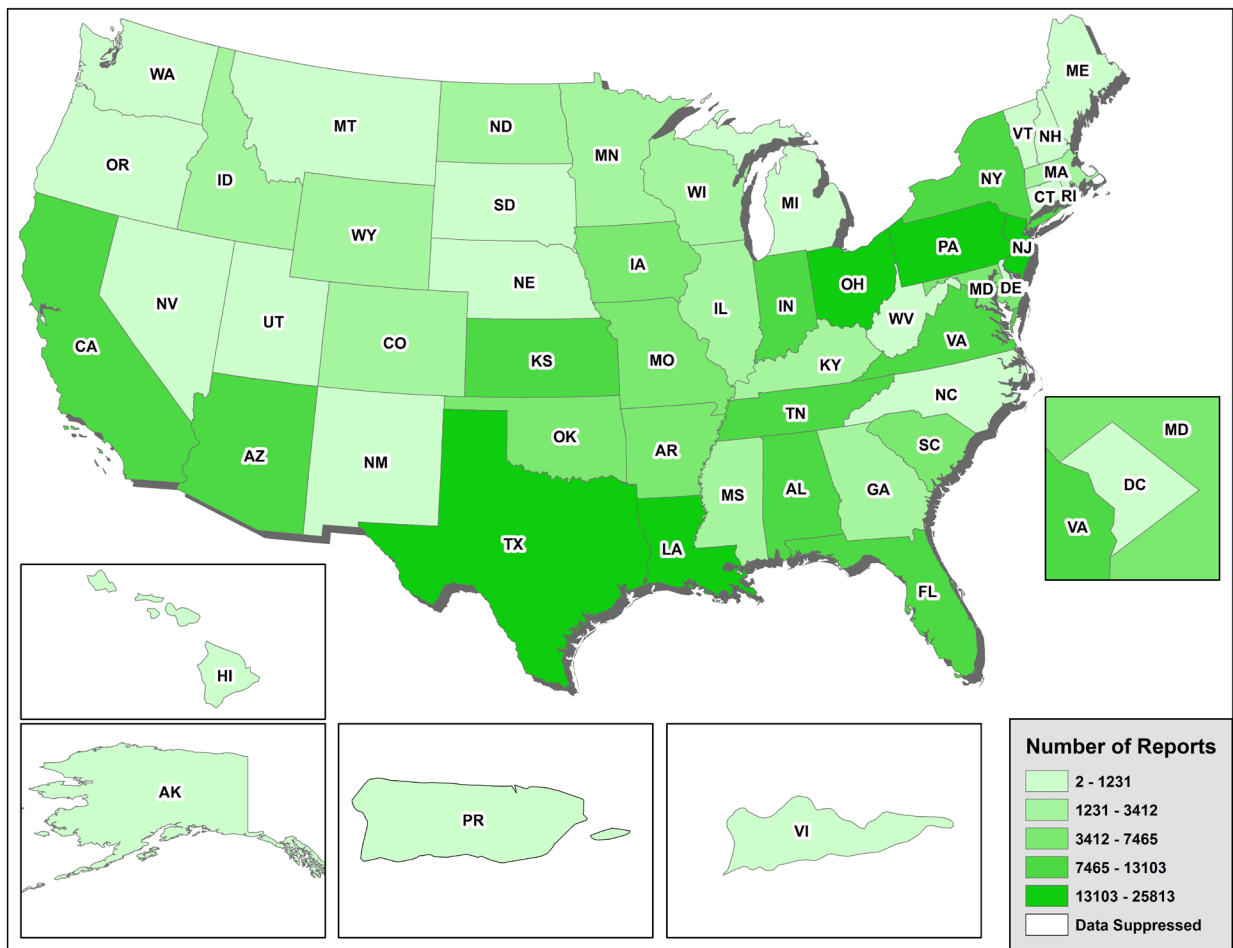 ME
WA
MT
ND
VT
NH
MN
OR
ID
WI
NY
MA
SD
MI
CT
RI
WY
PA
NJ
IA
NE
OH
MD
DE
NV
IL
IN
UT
WV
CA
CO
VA
KS
MO
KY
NC
TN
OK
AZ
AR
SC
NM
MS
AL
GA
TX
LA
FL
MD
DC
VA
HI
AK
PR
VI
Number of Reports
2 - 1231
1231 - 3412
3412 - 7465
7465 - 13103
13103 - 25813
Data Suppressed